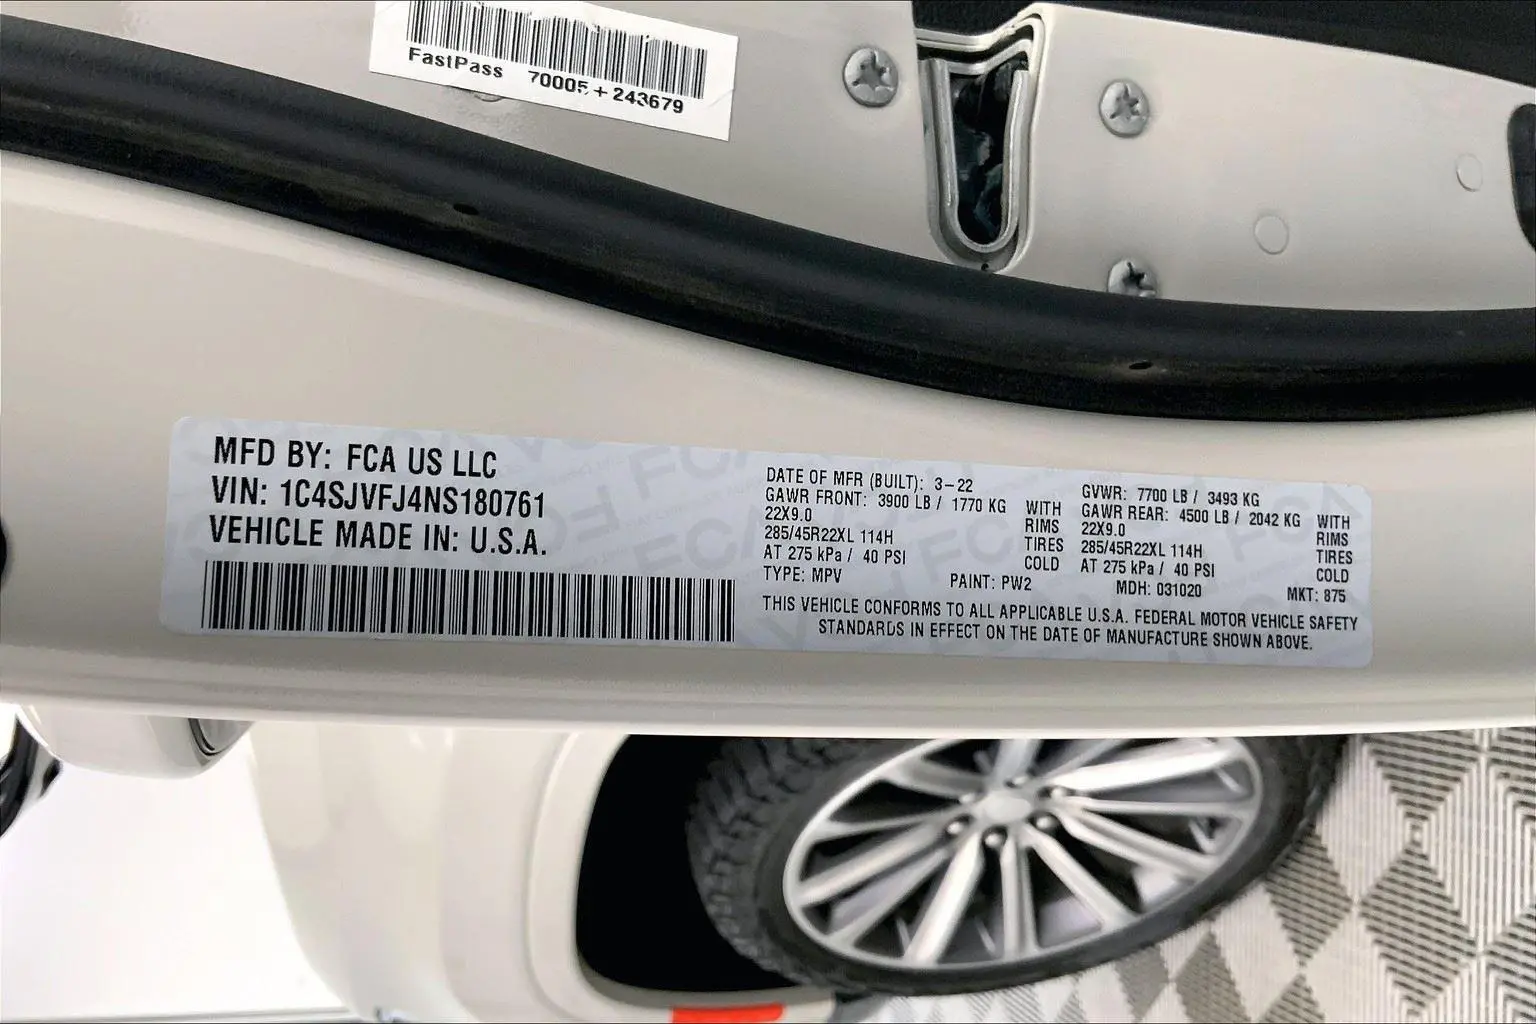 FastPass 70005+243679
MFD BY: FCA US LLC
VIN: 1C4SJVFJ4NS180761
VEHICLE MADE IN: U.S.A.
DATE OF MFR (BUILT): 3-22
GAWR FRONT: 3900 LB / 1770 KG WITH
22X9.0 RIMS
285/45R22XL 114H TIRES
AT 275 kPa / 40 PSI COLD
TYPE: MPV PAINT: PW2
GVWR: 7700 LB / 3493 KG
GAWR REAR: 4500 LB / 2042 KG WITH
22X9.0 RIMS
285/45R22XL 114H TIRES
AT 275 kPa / 40 PSI COLD
MDH: 031020 MKT: 875
THIS VEHICLE CONFORMS TO ALL APPLICABLE U.S.A. FEDERAL MOTOR VEHICLE SAFETY
STANDARDS IN EFFECT ON THE DATE OF MANUFACTURE SHOWN ABOVE.